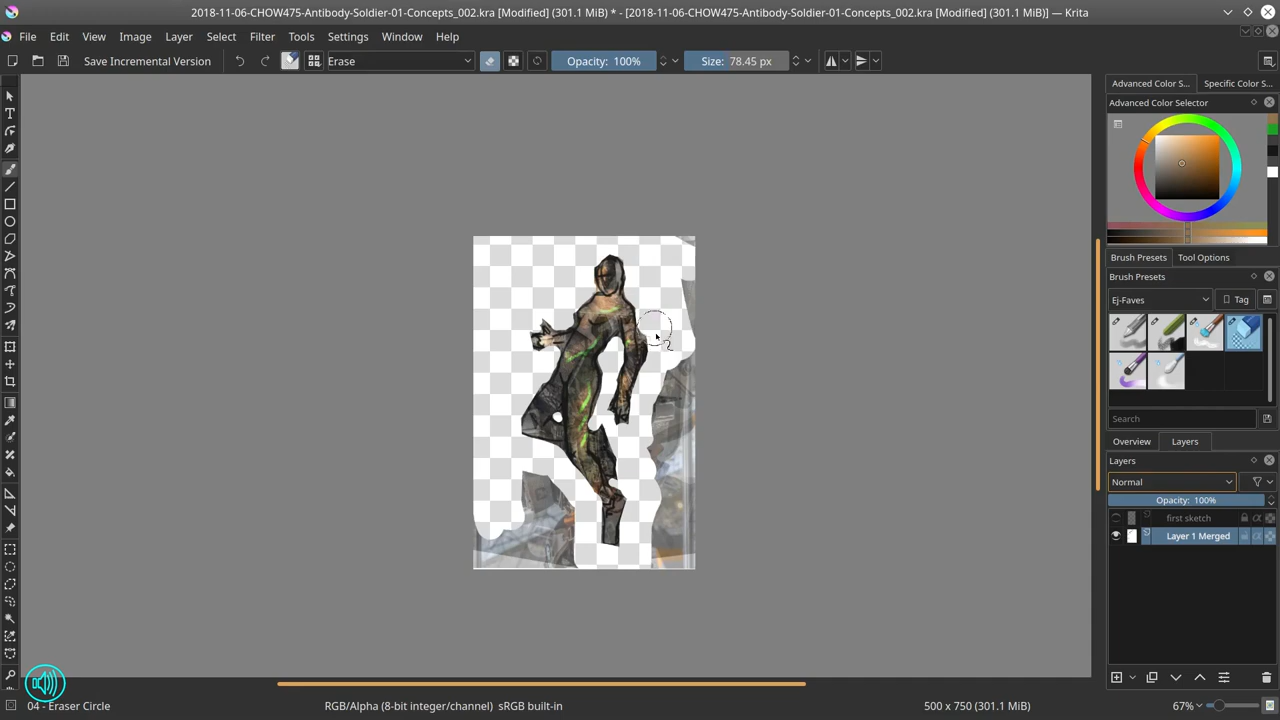 2018-11-06-CHOW475-Antibody-Soldier-01-Concepts_002.kra [Modified] (301.1 MiB) * - [2018-11-06-CHOW475-Antibody-Soldier-01-Concepts_002.kra [Modified] (301.1 MiB)] — Krita
File Edit View Image Layer Select Filter Tools Settings Window Help
Save Incremental Version Erase Opacity: 100% Size: 78.45 px
Advanced Color S... Specific Color S...
Advanced Color Selector
Brush Presets Tool Options
Brush Presets
Ej-Faves Tag
Search
Overview Layers
Layers
Normal
Opacity: 100%
first sketch
Layer 1 Merged
04 - Eraser Circle RGB/Alpha (8-bit integer/channel) sRGB built-in 500 x 750 (301.1 MiB) 67%